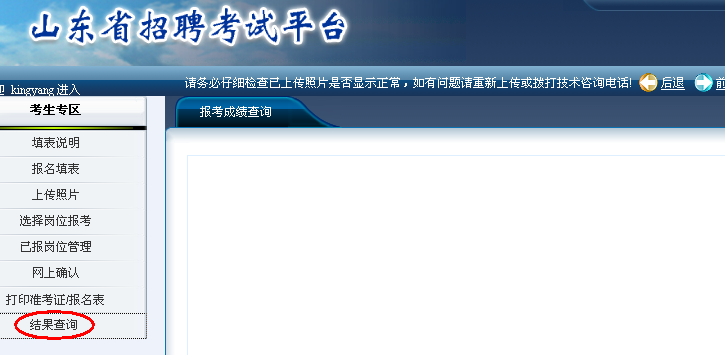 山东省招聘考试平台
迎 kingyang 进入
请务必仔细检查已上传照片是否显示正常，如有问题请重新上传或拨打技术咨询电话! 后退 前
考生专区
报考成绩查询
填表说明
报名填表
上传照片
选择岗位报考
已报岗位管理
网上确认
打印准考证/报名表
结果查询